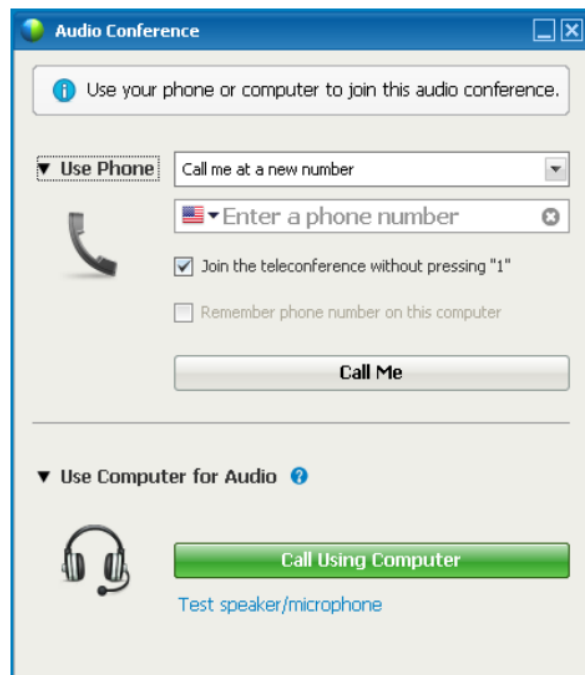 Audio Conference
Use your phone or computer to join this audio conference.
Use Phone
Call me at a new number
Enter a phone number
Join the teleconference without pressing "1"
Remember phone number on this computer
Call Me
Use Computer for Audio
Call Using Computer
Test speaker/microphone